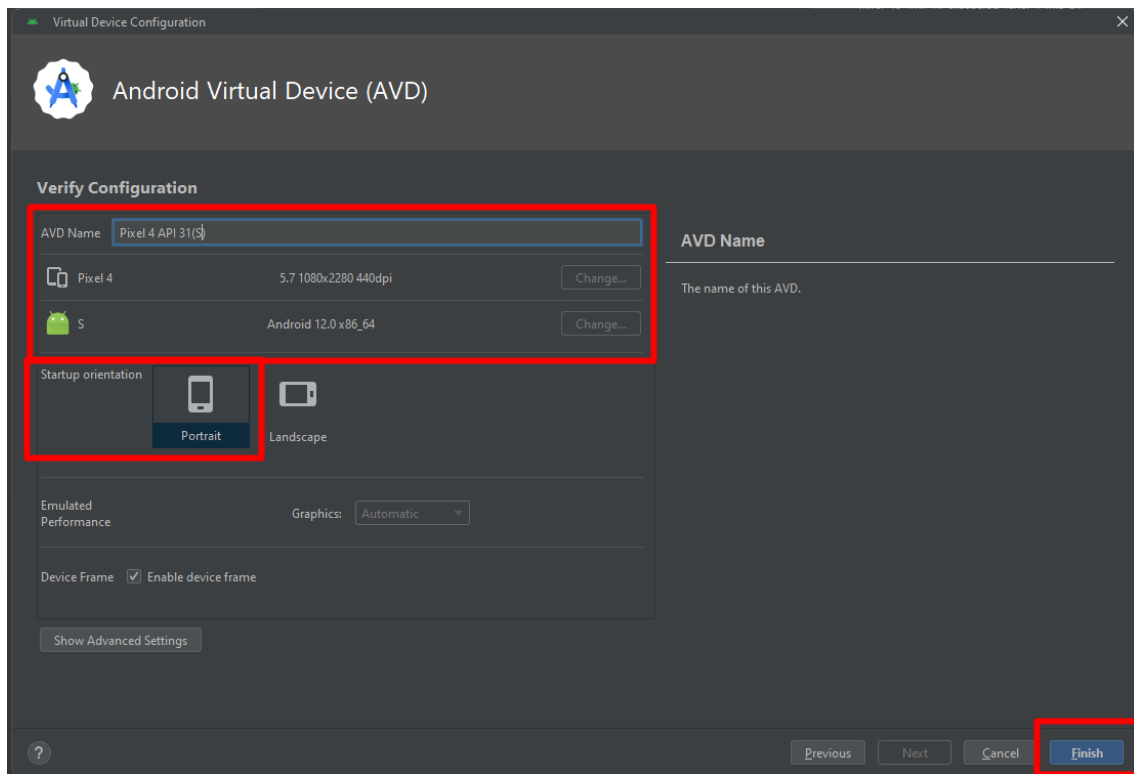 Virtual Device Configuration
Android Virtual Device (AVD)
Verify Configuration
AVD Name Pixel 4 API 31(S)
Pixel 4 5.7 1080x2280 440dpi Change...
S Android 12.0 x86_64 Change...
AVD Name
The name of this AVD.
Startup orientation
Portrait
Landscape
Emulated
Performance
Graphics: Automatic
Device Frame Enable device frame
Show Advanced Settings
? Previous Next Cancel Finish